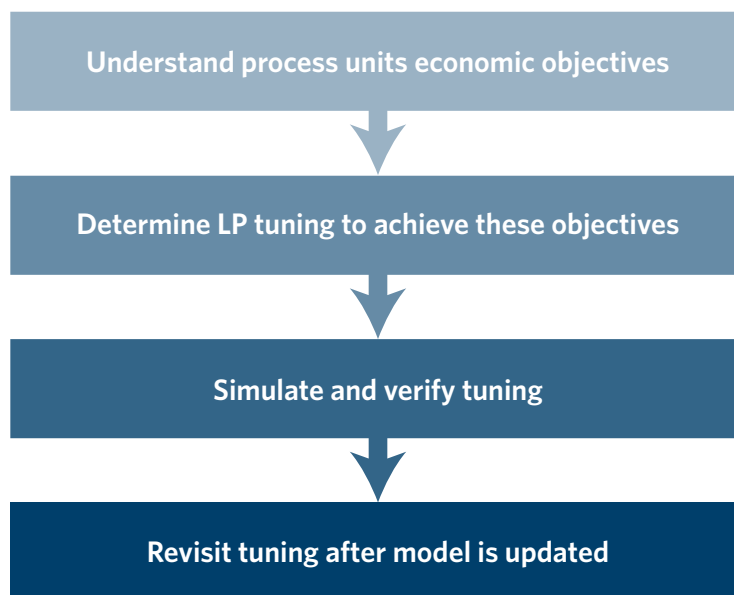 Understand process units economic objectives
Determine LP tuning to achieve these objectives
Simulate and verify tuning
Revisit tuning after model is updated